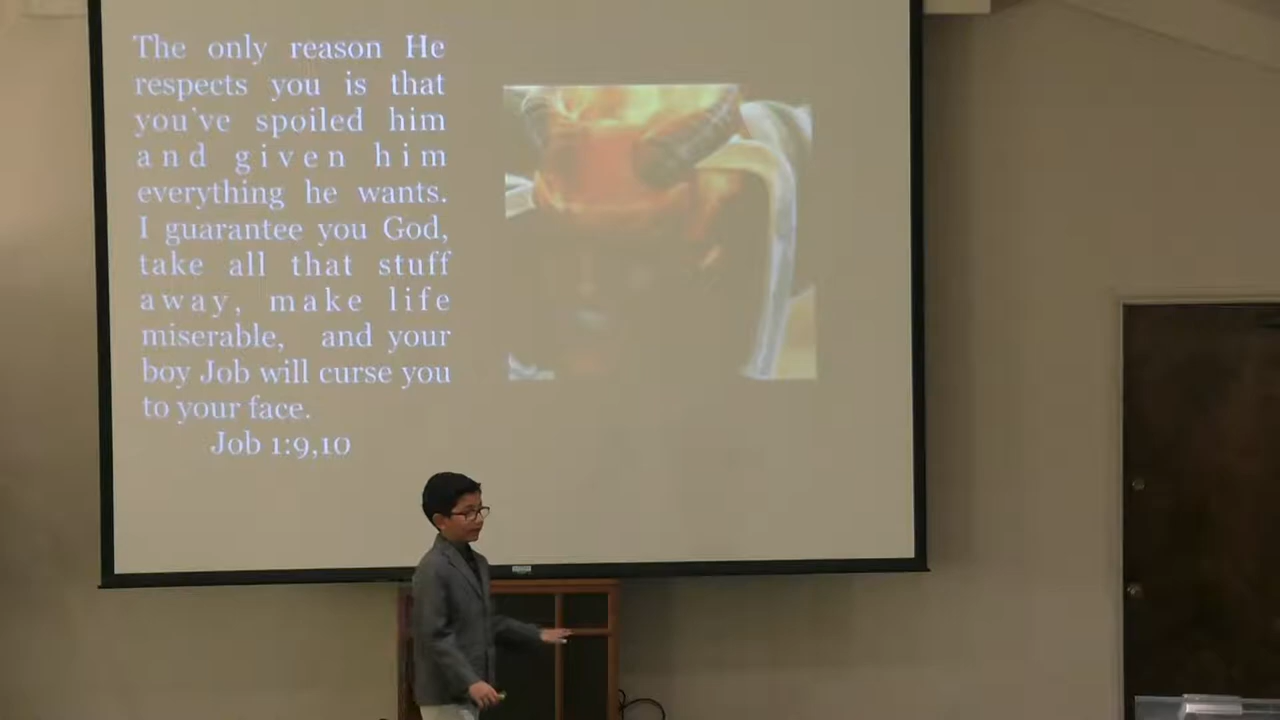 The only reason He
respects you is that
you've spoiled him
and given him
everything he wants.
I guarantee you God,
take all that stuff
away, make life
miserable, and your
boy Job will curse you
to your face.
Job 1:9,10